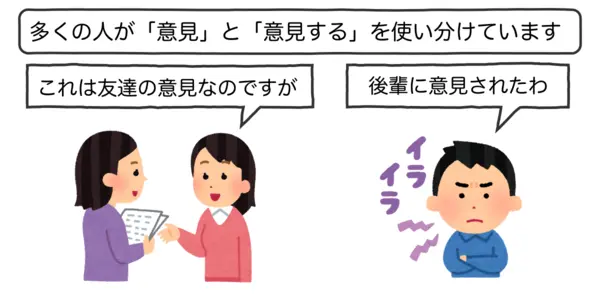 多くの人が「意見」と「意見する」を使い分けています
これは友達の意見なのですが
後輩に意見されたわ
イラ
イラ